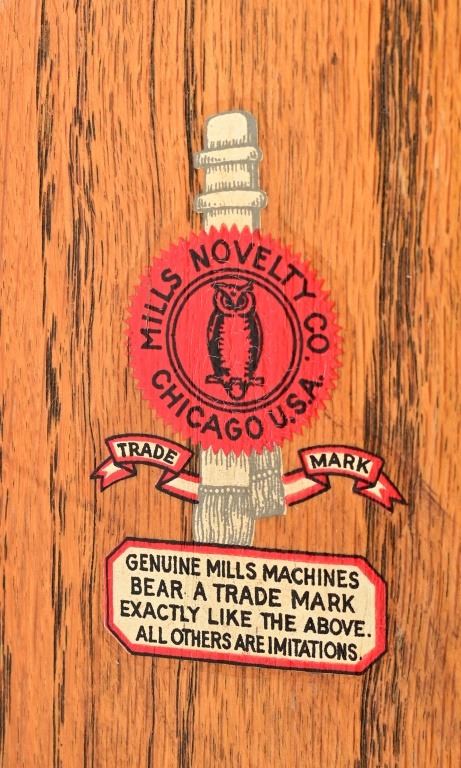 MILLS NOVELTY CO.
CHICAGO U.S.A.
TRADE MARK
GENUINE MILLS MACHINES
BEAR A TRADE MARK
EXACTLY LIKE THE ABOVE.
ALL OTHERS ARE IMITATIONS.